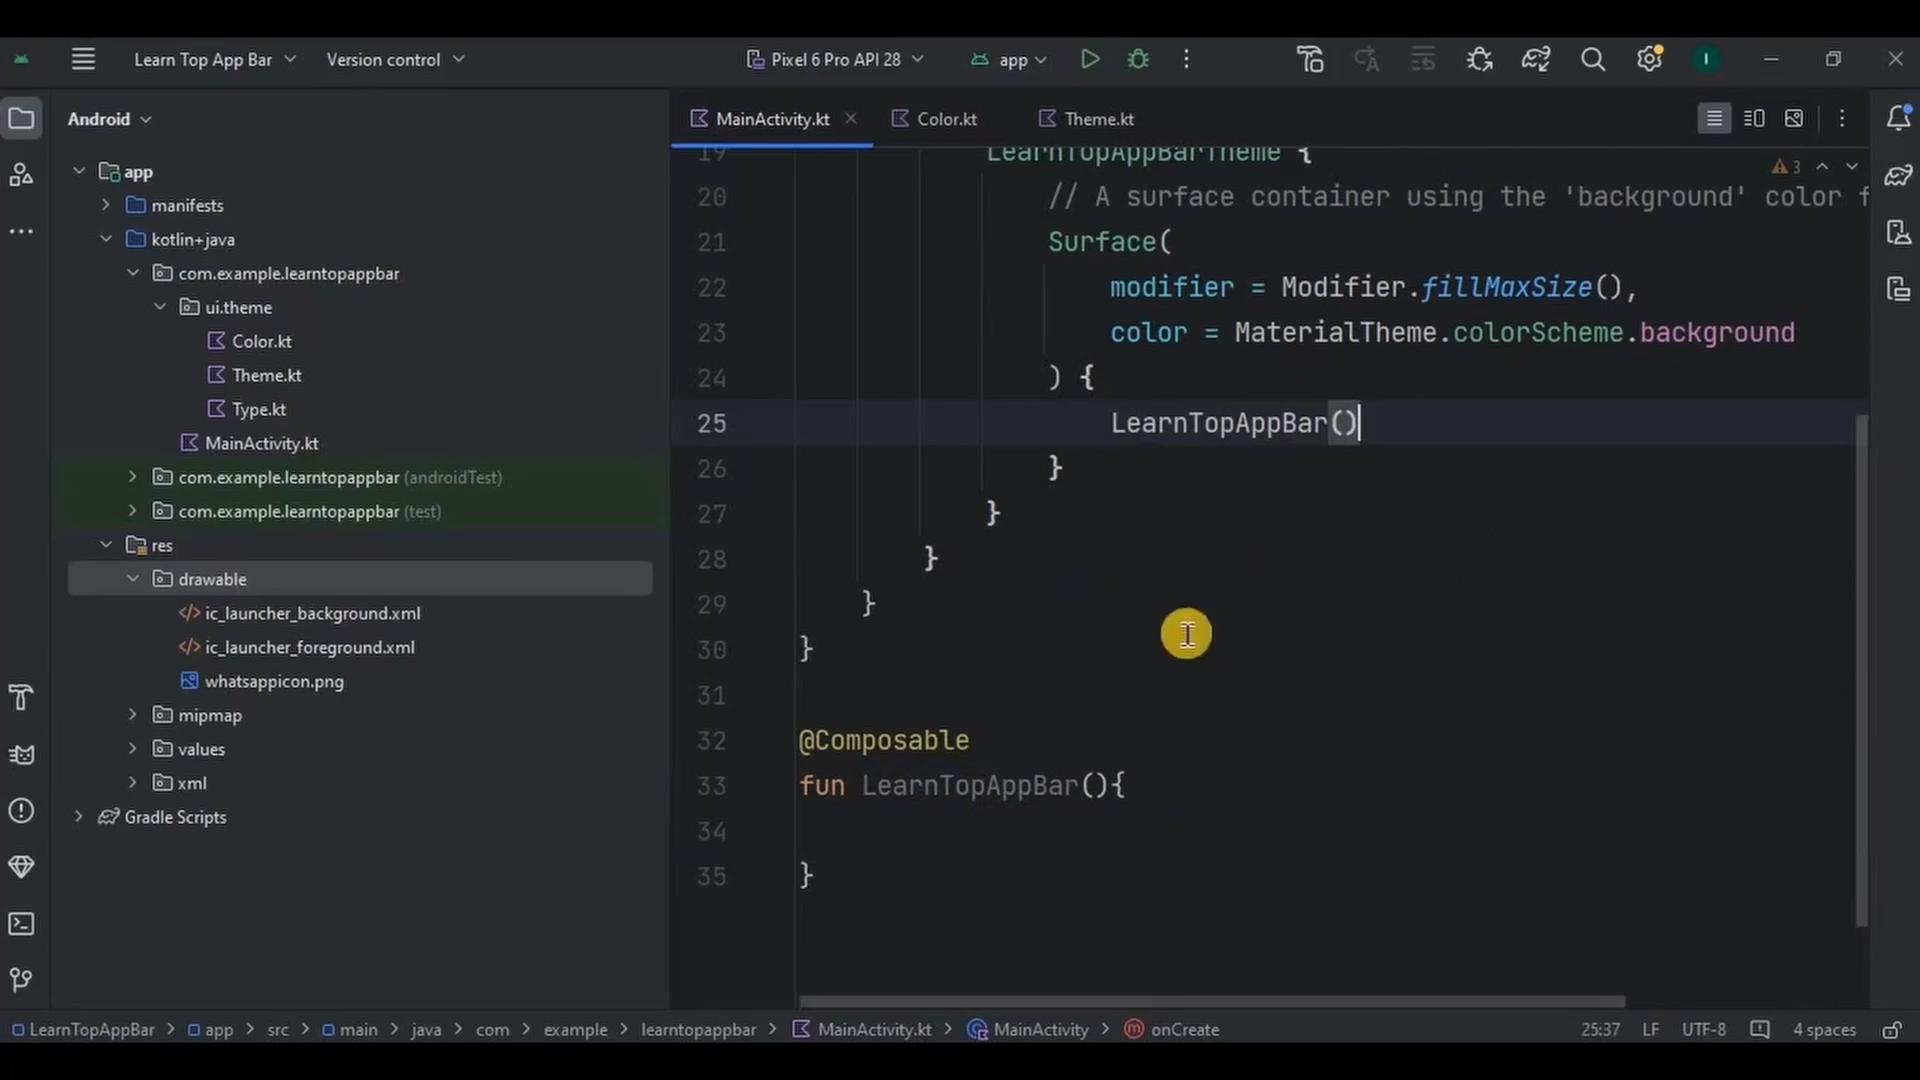 Learn Top App Bar
Version control
Pixel 6 Pro API 28
app
I
Android
MainActivity.kt
Color.kt
Theme.kt
app
manifests
kotlin+java
com.example.learntopappbar
ui.theme
Color.kt
Theme.kt
Type.kt
MainActivity.kt
com.example.learntopappbar (androidTest)
com.example.learntopappbar (test)
res
drawable
ic_launcher_background.xml
ic_launcher_foreground.xml
whatsappicon.png
mipmap
values
xml
Gradle Scripts
3
19 LearnTopAppBarTheme {
20 // A surface container using the 'background' color f
21 Surface(
22 modifier = Modifier.fillMaxSize(),
23 color = MaterialTheme.colorScheme.background
24 ) {
25 LearnTopAppBar()
26 }
27 }
28 }
29 }
30 }
31
32 @Composable
33 fun LearnTopAppBar(){
34
35 }
LearnTopAppBar > app > src > main > java > com > example > learntopappbar > MainActivity.kt > MainActivity > onCreate
25:37 LF UTF-8 4 spaces